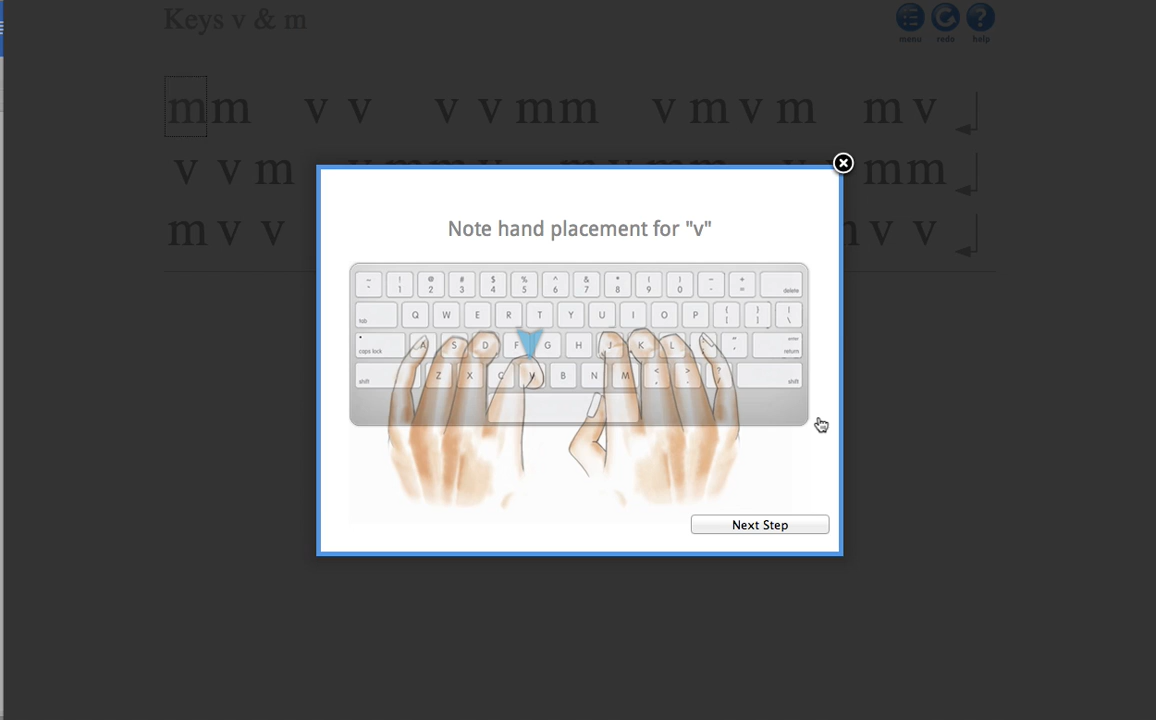 Keys v & m
menu redo help
mm vv vvmm vmvm mv
vvm mm
mvv vv
Note hand placement for "v"
~ ! @ # $ % ^ & * ( ) - +
` 1 2 3 4 5 6 7 8 9 0 - = delete
tab Q W E R T Y U I O P { } |
[ ] \
caps lock A S D F G H J K L enter return
shift Z X C V B N M < > ? shift
, . /
Next Step